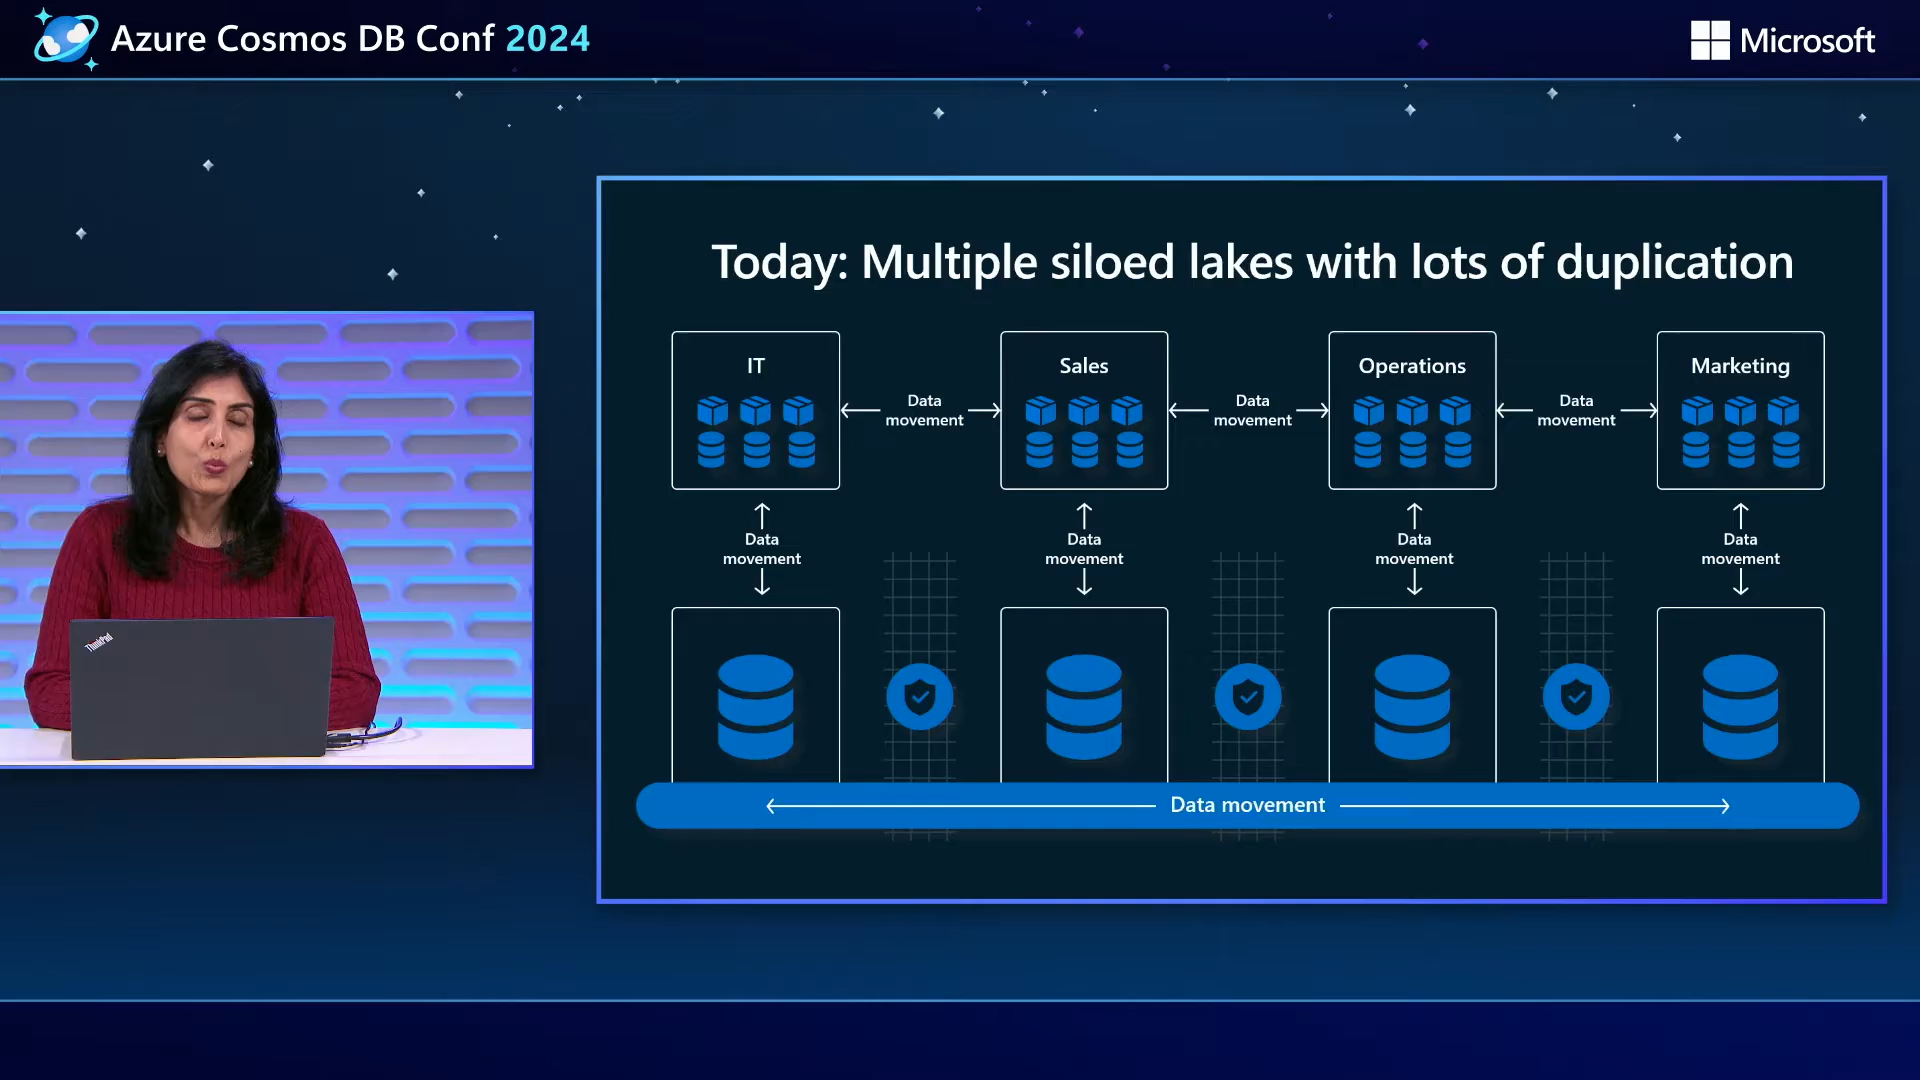 Azure Cosmos DB Conf 2024
Microsoft
Today: Multiple siloed lakes with lots of duplication
IT
Sales
Operations
Marketing
Data
movement
Data
movement
Data
movement
Data
movement
Data
movement
Data
movement
Data
movement
Data movement
ThinkPad